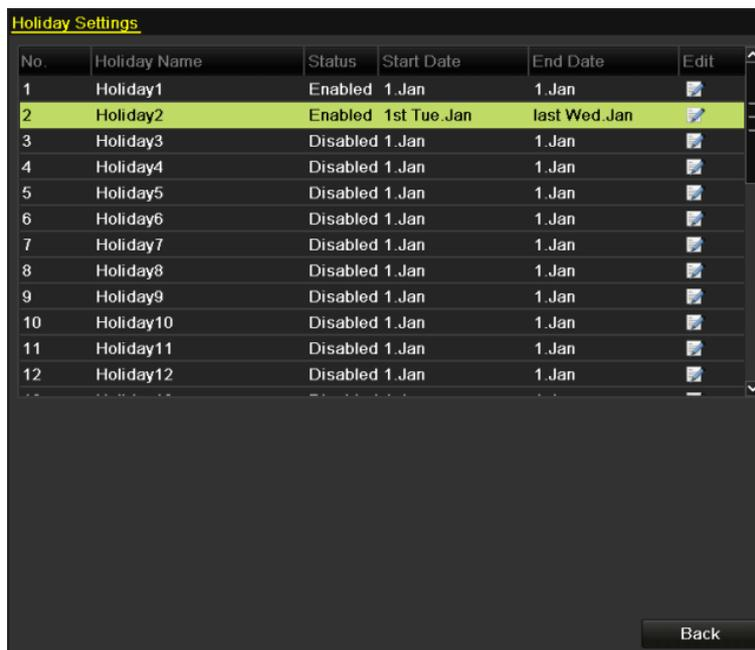 Holiday Settings
No. Holiday Name Status Start Date End Date Edit
1 Holiday1 Enabled 1.Jan 1.Jan
2 Holiday2 Enabled 1st Tue.Jan last Wed.Jan
3 Holiday3 Disabled 1.Jan 1.Jan
4 Holiday4 Disabled 1.Jan 1.Jan
5 Holiday5 Disabled 1.Jan 1.Jan
6 Holiday6 Disabled 1.Jan 1.Jan
7 Holiday7 Disabled 1.Jan 1.Jan
8 Holiday8 Disabled 1.Jan 1.Jan
9 Holiday9 Disabled 1.Jan 1.Jan
10 Holiday10 Disabled 1.Jan 1.Jan
11 Holiday11 Disabled 1.Jan 1.Jan
12 Holiday12 Disabled 1.Jan 1.Jan
Back